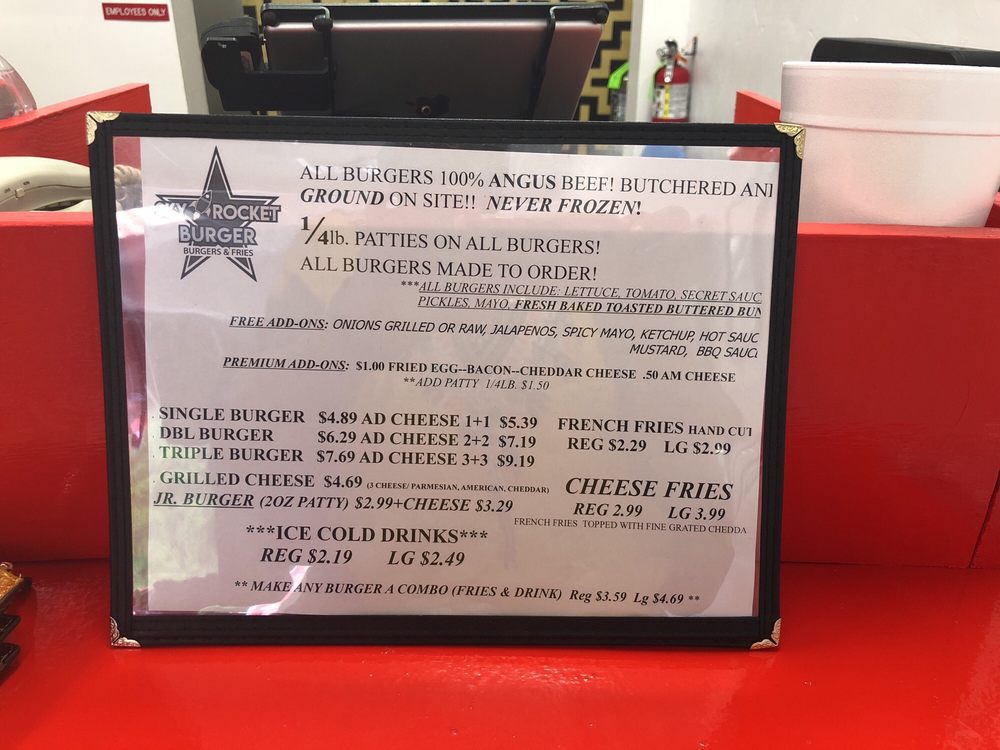 EMPLOYEES ONLY
ROCKET
BURGER
BURGERS & FRIES
ALL BURGERS 100% ANGUS BEEF! BUTCHERED AN
GROUND ON SITE!! NEVER FROZEN!
1/4lb. PATTIES ON ALL BURGERS!
ALL BURGERS MADE TO ORDER!
***ALL BURGERS INCLUDE: LETTUCE, TOMATO, SECRET SAUC
PICKLES, MAYO, FRESH BAKED TOASTED BUTTERED BUN
FREE ADD-ONS: ONIONS GRILLED OR RAW, JALAPENOS, SPICY MAYO, KETCHUP, HOT SAUC
MUSTARD, BBQ SAUC
PREMIUM ADD-ONS: $1.00 FRIED EGG--BACON--CHEDDAR CHEESE .50 AM CHEESE
**ADD PATTY 1/4LB. $1.50
SINGLE BURGER $4.89 AD CHEESE 1+1 $5.39
DBL BURGER $6.29 AD CHEESE 2+2 $7.19
TRIPLE BURGER $7.69 AD CHEESE 3+3 $9.19
GRILLED CHEESE $4.69 (3 CHEESE/ PARMESIAN, AMERICAN, CHEDDAR)
JR. BURGER (2OZ PATTY) $2.99+CHEESE $3.29
FRENCH FRIES HAND CUT
REG $2.29 LG $2.99
CHEESE FRIES
REG 2.99 LG 3.99
FRENCH FRIES TOPPED WITH FINE GRATED CHEDDA
***ICE COLD DRINKS***
REG $2.19 LG $2.49
** MAKE ANY BURGER A COMBO (FRIES & DRINK) Reg $3.59 Lg $4.69 **